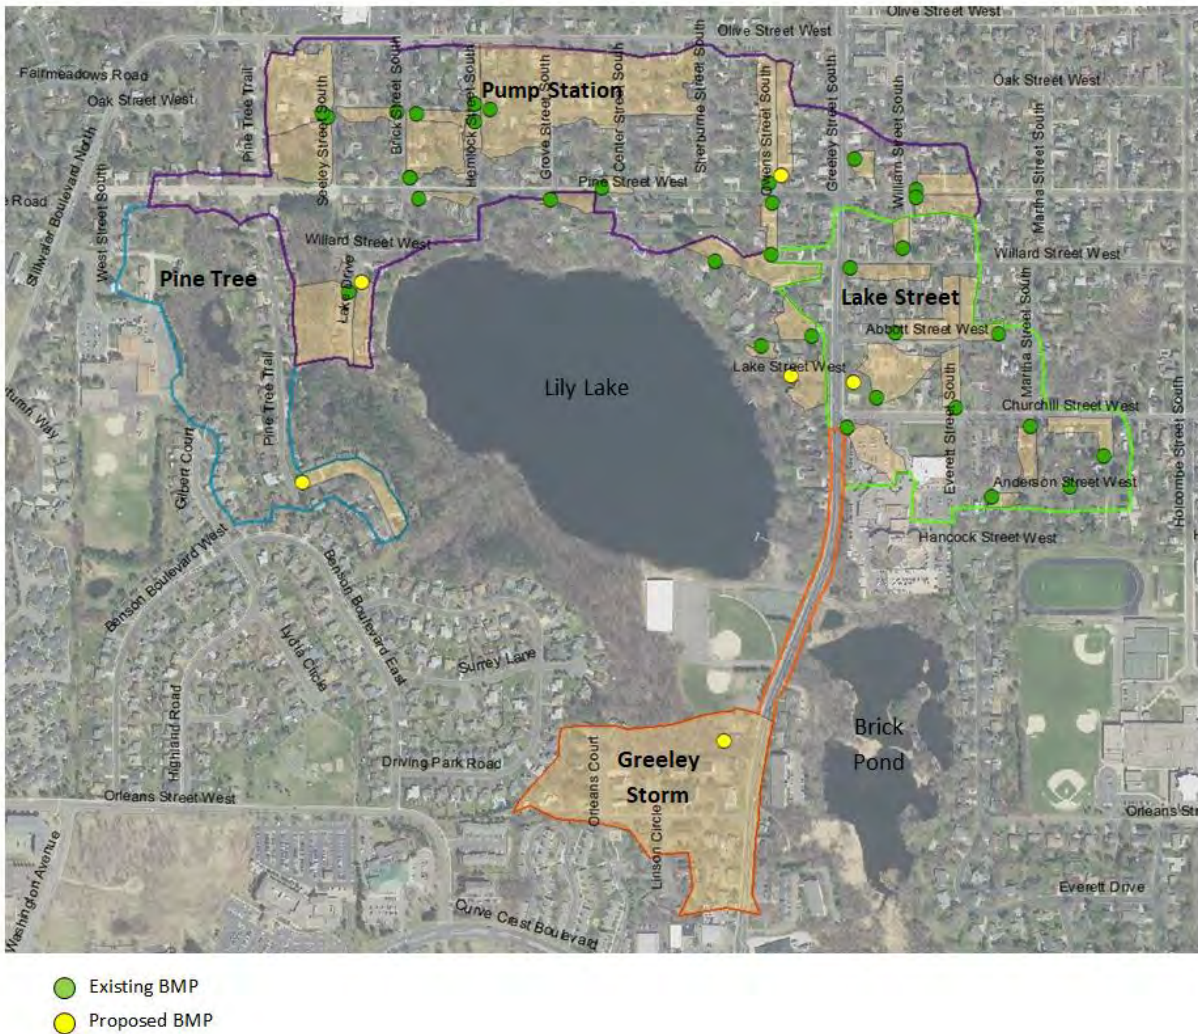 Olive Street West
Olive Street West
Fairmeadows Road
Oak Street West
Oak Street West
Pine Tree Trail
Seeley Street South
Brick Street South
Hemlock Street South
Pump Station
Grove Street South
Center Street South
Sherburne Street South
Owens Street South
Greeley Street South
William Street South
Martha Street South
Stillwater Boulevard North
West Street South
Pine Street West
e Road
Willard Street West
Willard Street West
Pine Tree
Lake Drive
Lake Street
Abbott Street West
Martha Street South
Lily Lake
Lake Street West
Pine Tree Trail
Churchill Street West
Everett Street South
Holcombe Street South
Gilbert Court
Anderson Street West
Hancock Street West
H
Benson Boulevard West
Benson Boulevard East
Lydia Circle
Surrey Lane
Highland Road
Driving Park Road
Orleans Court
Greeley
Storm
Brick
Pond
Orleans Street West
Orleans Str
Linson Circle
Washington Avenue
Curve Crest Boulevard
Everett Drive
Existing BMP
Proposed BMP